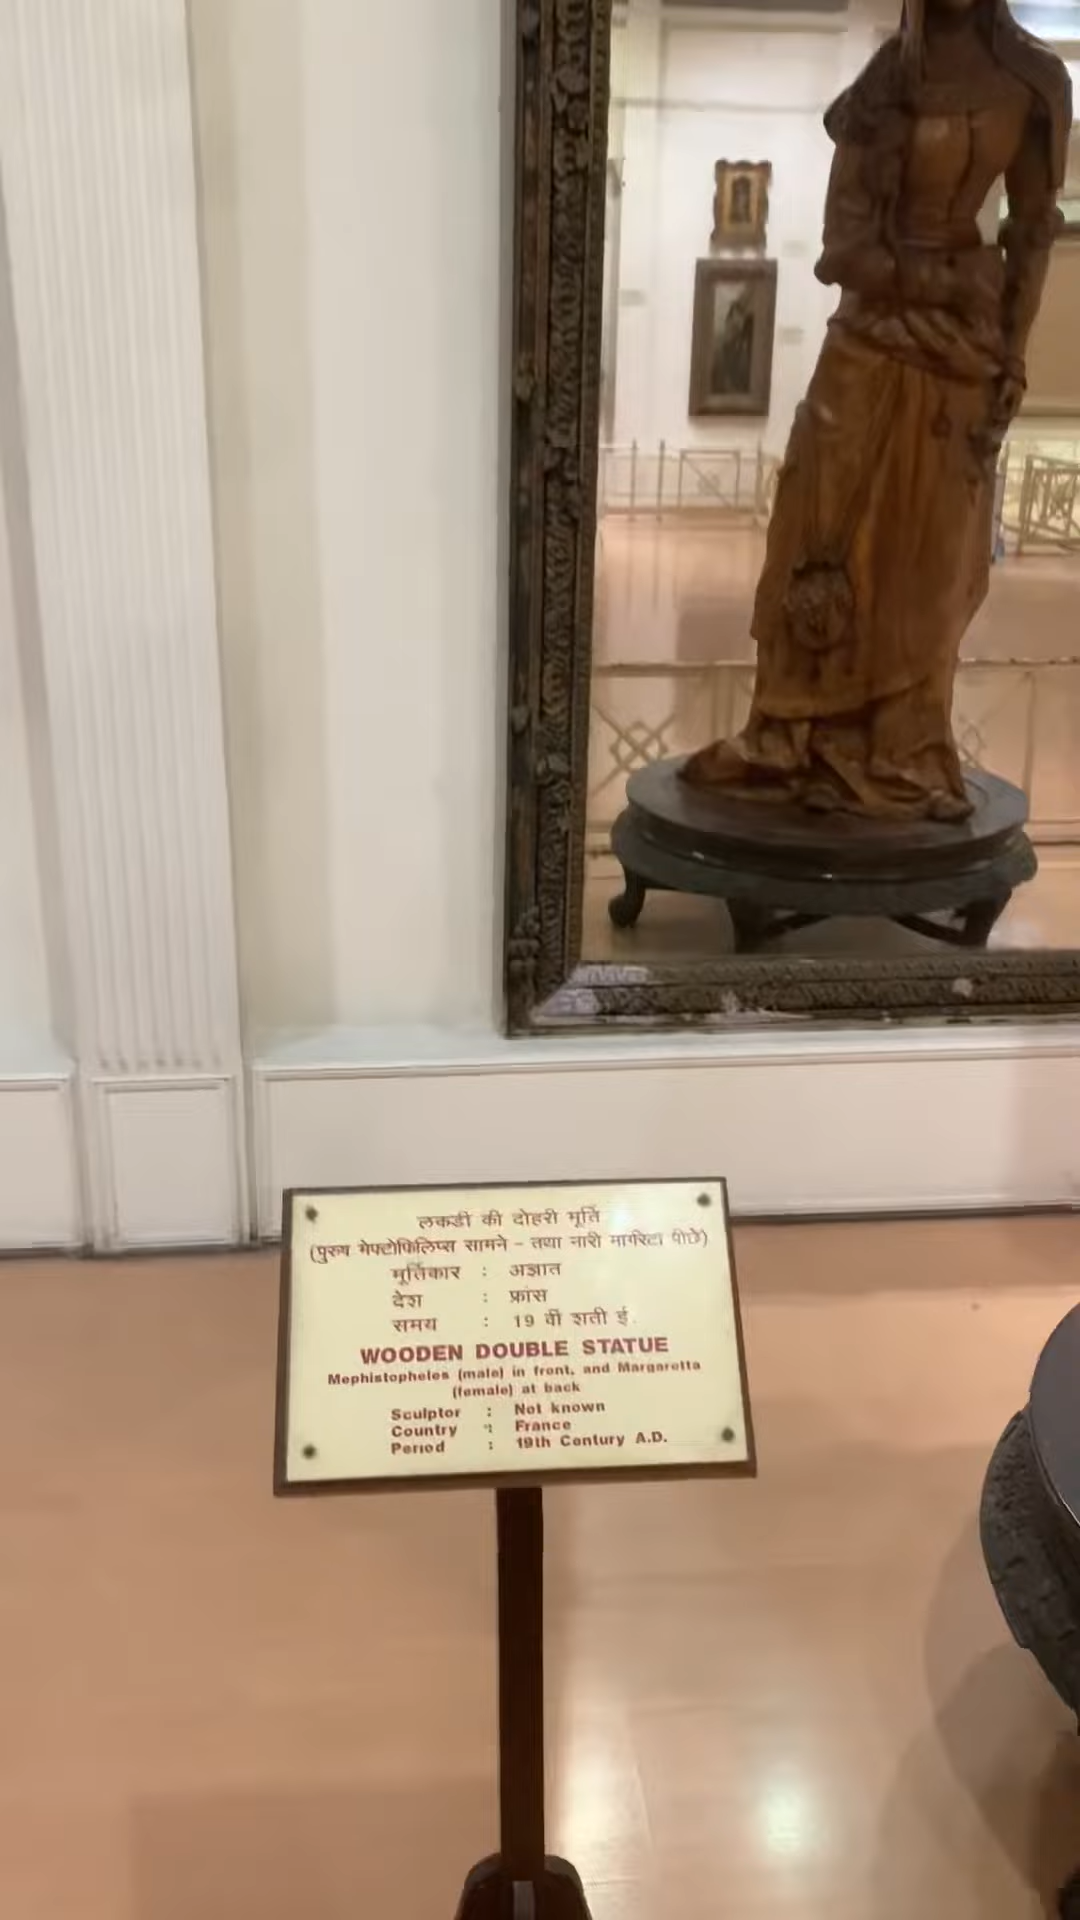 लकडी की दोहरी मूर्ति
(पुरुष मेफ्टोफिलिप्स सामने - तथा नारी मार्गरेटा पीछे)
मूर्तिकार : अज्ञात
देश : फ्रांस
समय : 19 वीं शती ई.
WOODEN DOUBLE STATUE
Mephistopheles (male) in front, and Margaretta
(female) at back
Sculptor : Not known
Country : France
Period : 19th Century A.D.